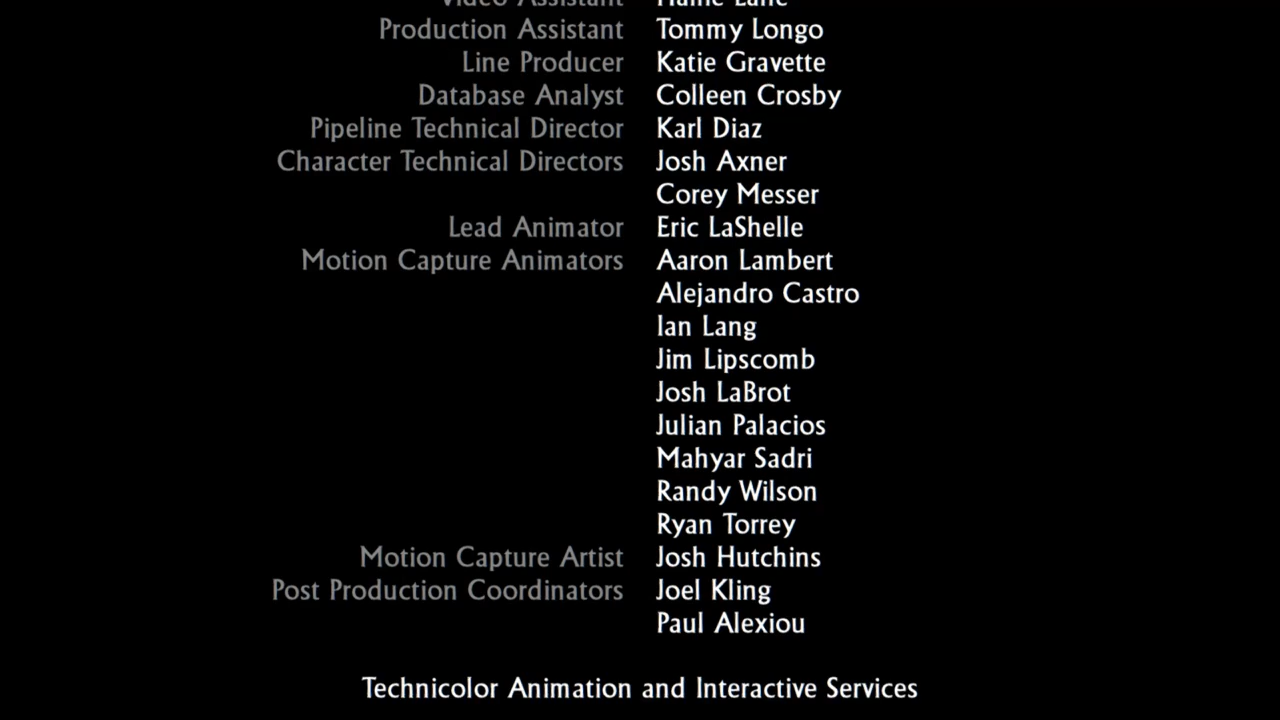 Video Assistant
Production Assistant Tommy Longo
Line Producer Katie Gravette
Database Analyst Colleen Crosby
Pipeline Technical Director Karl Diaz
Character Technical Directors Josh Axner
Corey Messer
Lead Animator Eric LaShelle
Motion Capture Animators Aaron Lambert
Alejandro Castro
Ian Lang
Jim Lipscomb
Josh LaBrot
Julian Palacios
Mahyar Sadri
Randy Wilson
Ryan Torrey
Motion Capture Artist Josh Hutchins
Post Production Coordinators Joel Kling
Paul Alexiou
Technicolor Animation and Interactive Services